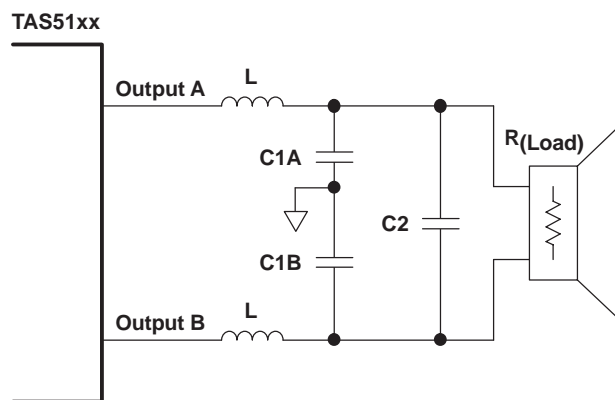 TAS51xx
Output A
L
C1A
R(Load)
C2
C1B
L
Output B